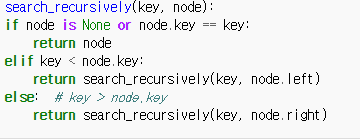 search_recursively(key, node):
if node is None or node.key == key:
    return node
elif key < node.key:
    return search_recursively(key, node.left)
else:  # key > node.key
    return search_recursively(key, node.right)